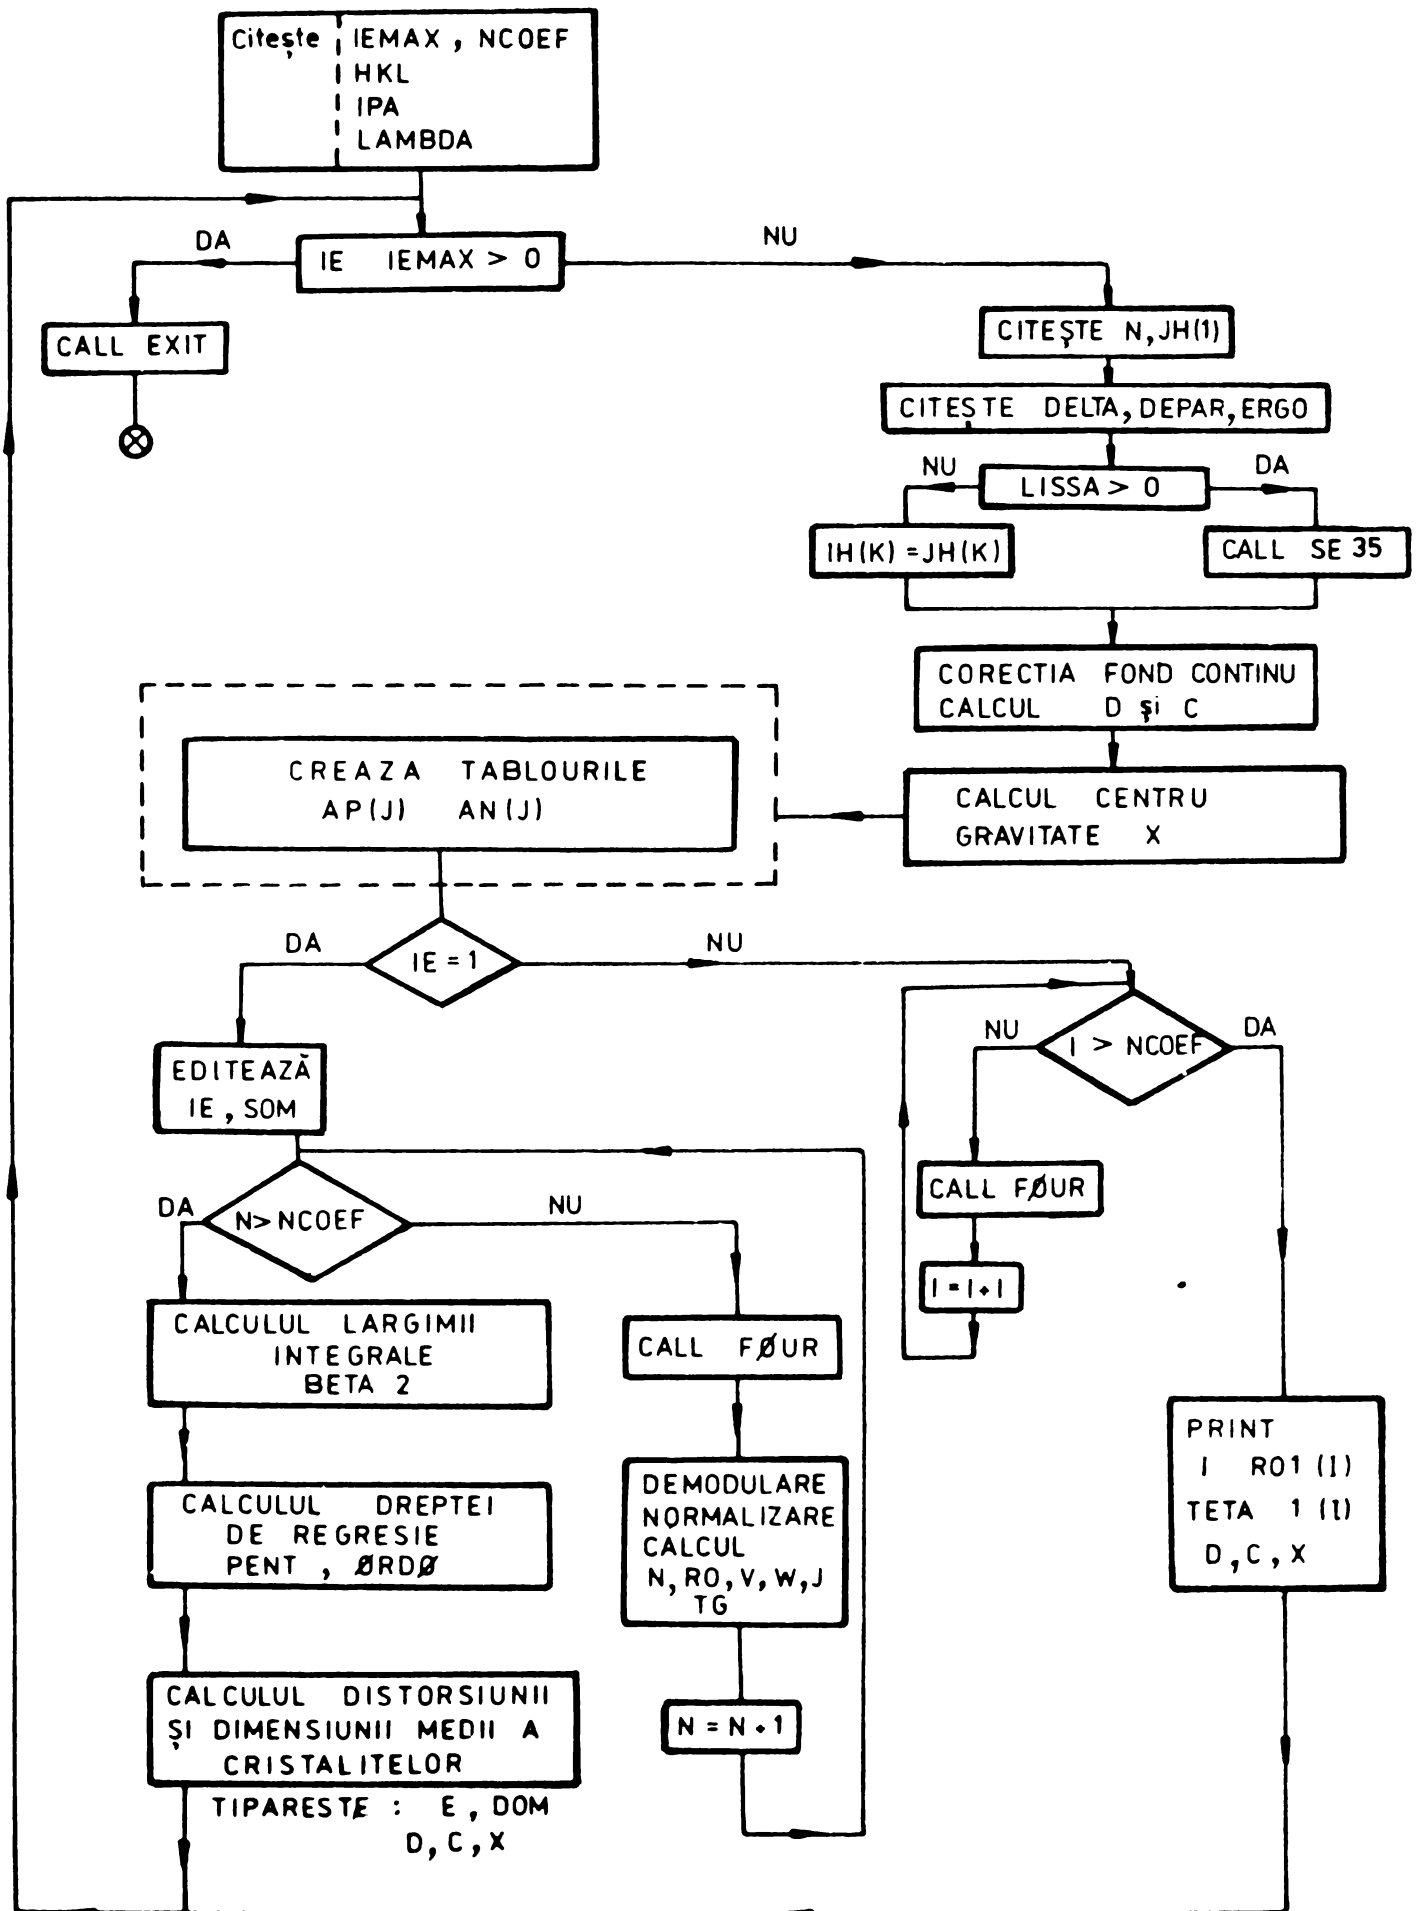 Citește IEMAX, NCOEF
HKL
IPA
LAMBDA
DA
NU
IE IEMAX > 0
CALL EXIT
CITEȘTE N,JH(1)
CITEȘTE DELTA, DEPAR, ERGO
NU
DA
LISSA > 0
IH(K)=JH(K)
CALL SE 35
CORECTIA FOND CONTINU
CALCUL D și C
CREAZA TABLOURILE
AP(J) AN(J)
CALCUL CENTRU
GRAVITATE X
DA
NU
IE = 1
EDITEAZĂ
IE, SOM
NU
DA
I > NCOEF
CALL FØUR
I = I + I
DA
NU
N> NCOEF
CALCULUL LARGIMII
INTEGRALE
BETA 2
CALL FØUR
CALCULUL DREPTEI
DE REGRESIE
PENT, ØRDØ
DEMODULARE
NORMALIZARE
CALCUL
N, RO, V, W, J
TG
PRINT
I RO1 (I)
TETA 1 (I)
D, C, X
CALCULUL DISTORSIUNII
ȘI DIMENSIUNII MEDII A
CRISTALITELOR
N = N + 1
TIPARESTE : E, DOM
D, C, X